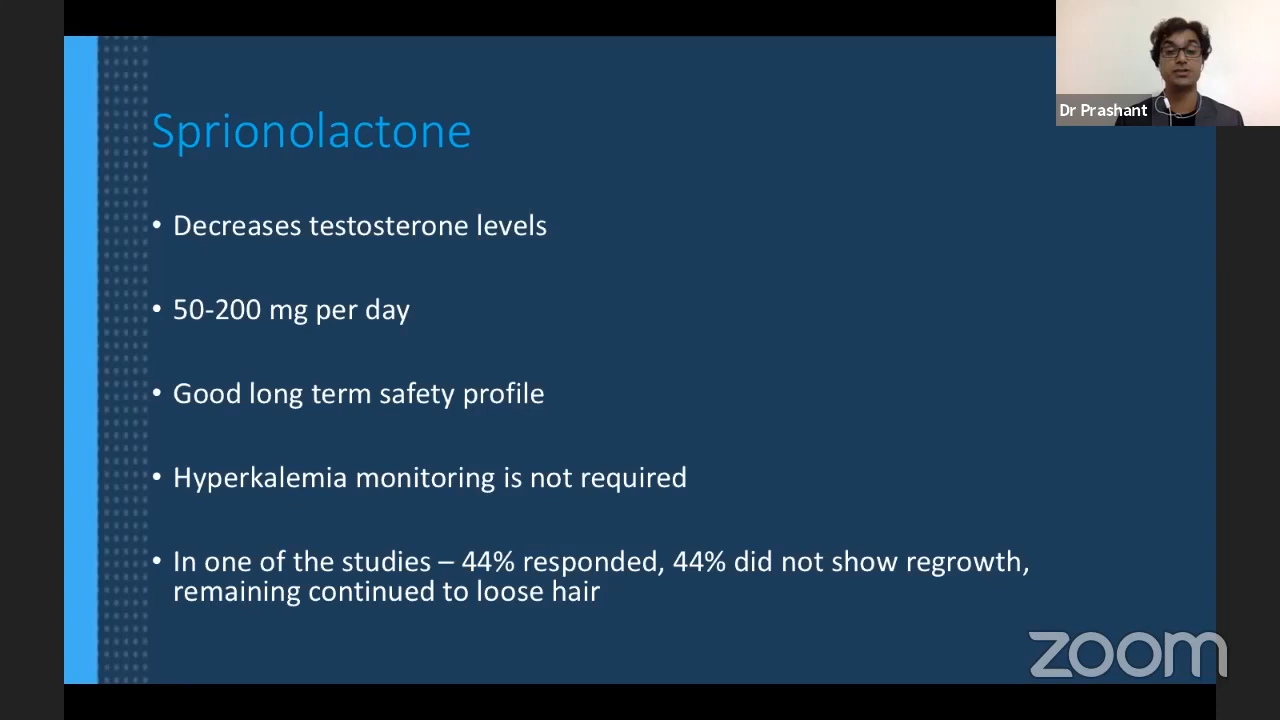 Dr Prashant
Sprionolactone
• Decreases testosterone levels
• 50-200 mg per day
• Good long term safety profile
• Hyperkalemia monitoring is not required
• In one of the studies – 44% responded, 44% did not show regrowth,
remaining continued to loose hair
zoom